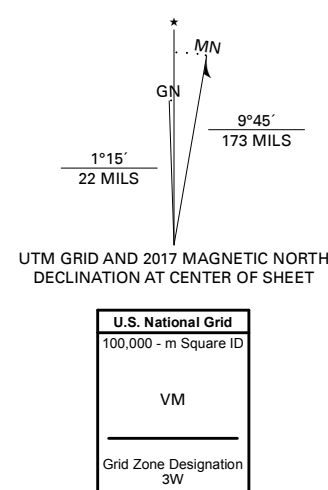 MN
GN
9°45´
173 MILS
1°15´
22 MILS
UTM GRID AND 2017 MAGNETIC NORTH
DECLINATION AT CENTER OF SHEET
U.S. National Grid
100,000 - m Square ID
VM
Grid Zone Designation
3W